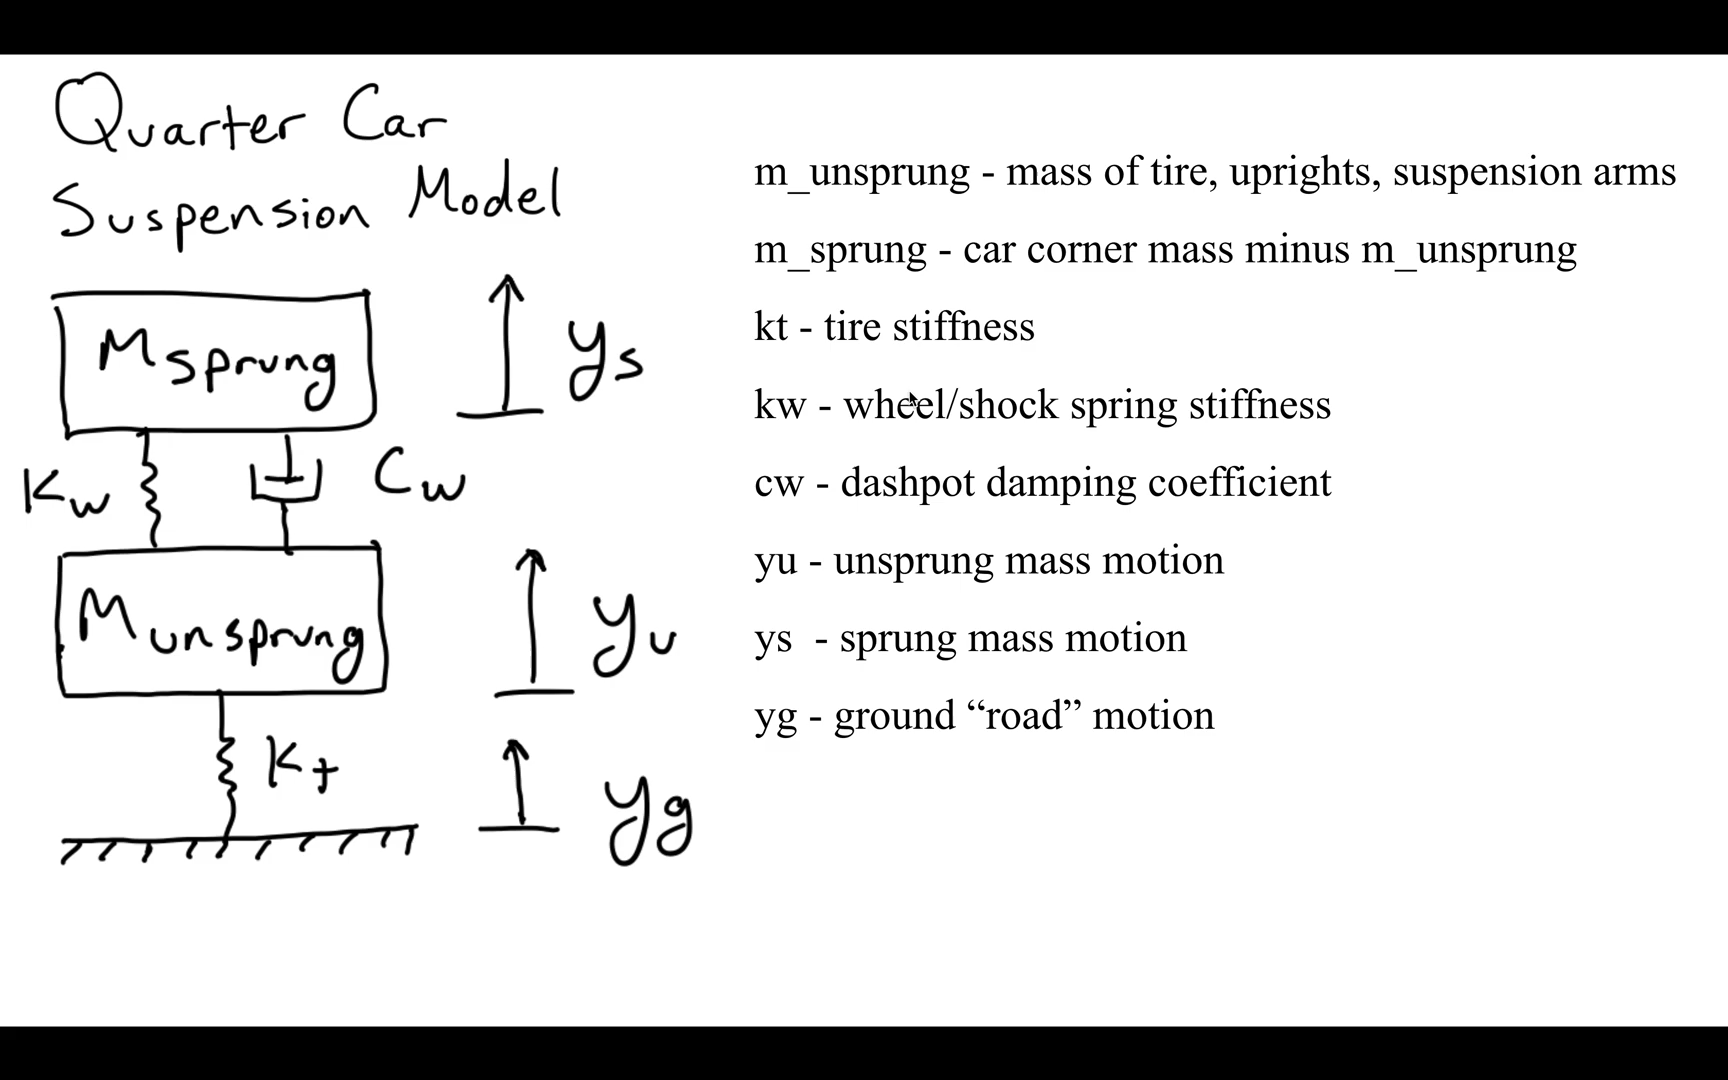 Quarter Car
Suspension Model
Msprung
ys
Kw
Cw
Munsprung
yu
Kt
yg
m_unsprung - mass of tire, uprights, suspension arms
m_sprung - car corner mass minus m_unsprung
kt - tire stiffness
kw - wheel/shock spring stiffness
cw - dashpot damping coefficient
yu - unsprung mass motion
ys  - sprung mass motion
yg - ground “road” motion